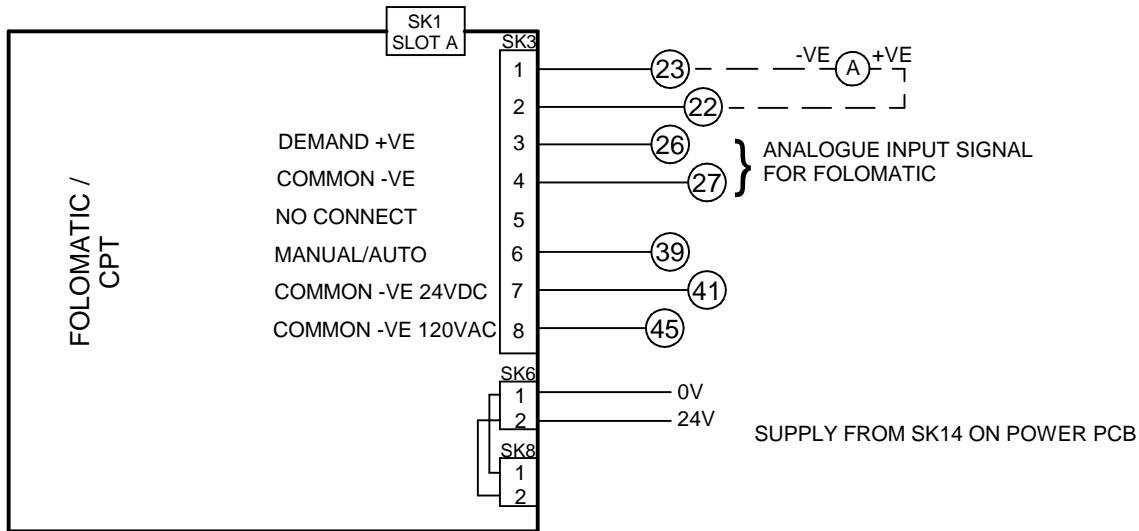 SK1
SLOT A
SK3
1 23 -VE A +VE
2 22
DEMAND +VE 3 26
COMMON -VE 4 27
ANALOGUE INPUT SIGNAL
FOR FOLOMATIC
NO CONNECT 5
MANUAL/AUTO 6 39
COMMON -VE 24VDC 7 41
COMMON -VE 120VAC 8 45
FOLOMATIC /
CPT
SK6
1 0V
2 24V
SUPPLY FROM SK14 ON POWER PCB
SK8
1
2